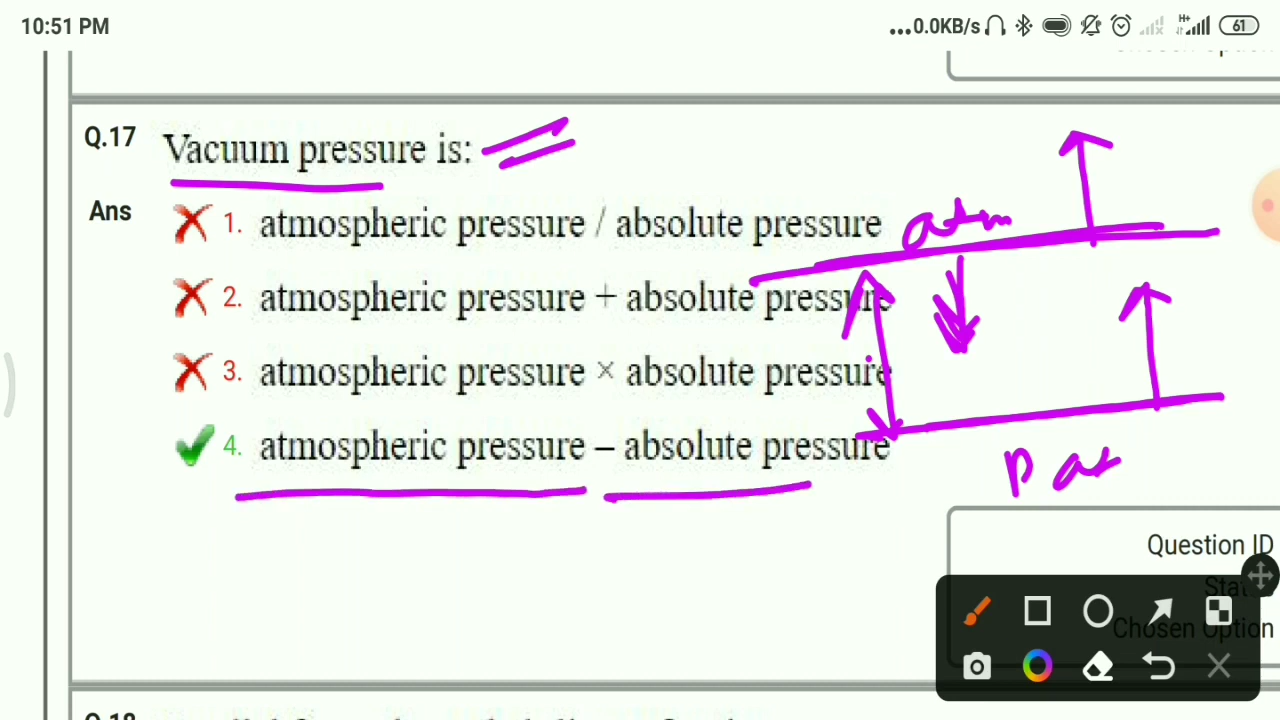 10:51 PM
...0.0KB/s H+ 61
Q.17 Vacuum pressure is:
Ans
1. atmospheric pressure / absolute pressure
2. atmospheric pressure + absolute pressure
3. atmospheric pressure × absolute pressure
4. atmospheric pressure – absolute pressure
atm
Question ID
Chosen Option
Q.18